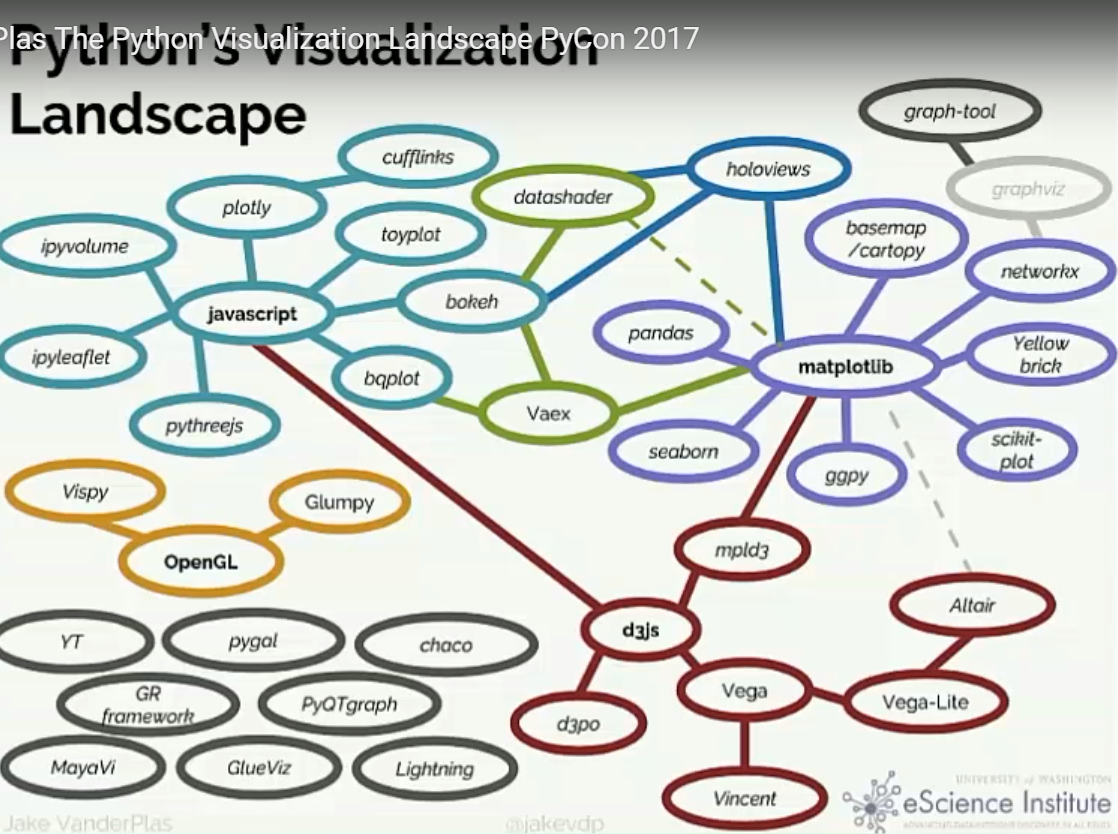 Plas The Python Visualization Landscape PyCon 2017
Python's Visualization
Landscape
graph-tool
cufflinks
holoviews
datashader
graphviz
plotly
toyplot
basemap
/cartopy
ipyvolume
networkx
bokeh
javascript
pandas
Yellow
brick
ipyleaflet
matplotlib
bqplot
Vaex
pythreejs
seaborn
scikit-
plot
ggpy
Vispy
Glumpy
OpenGL
mpld3
Altair
d3js
YT
pygal
chaco
GR
framework
PyQTgraph
Vega
Vega-Lite
d3po
MayaVi
GlueViz
Lightning
Vincent
UNIVERSITY of WASHINGTON
eScience Institute
Jake VanderPlas
@jakevdp